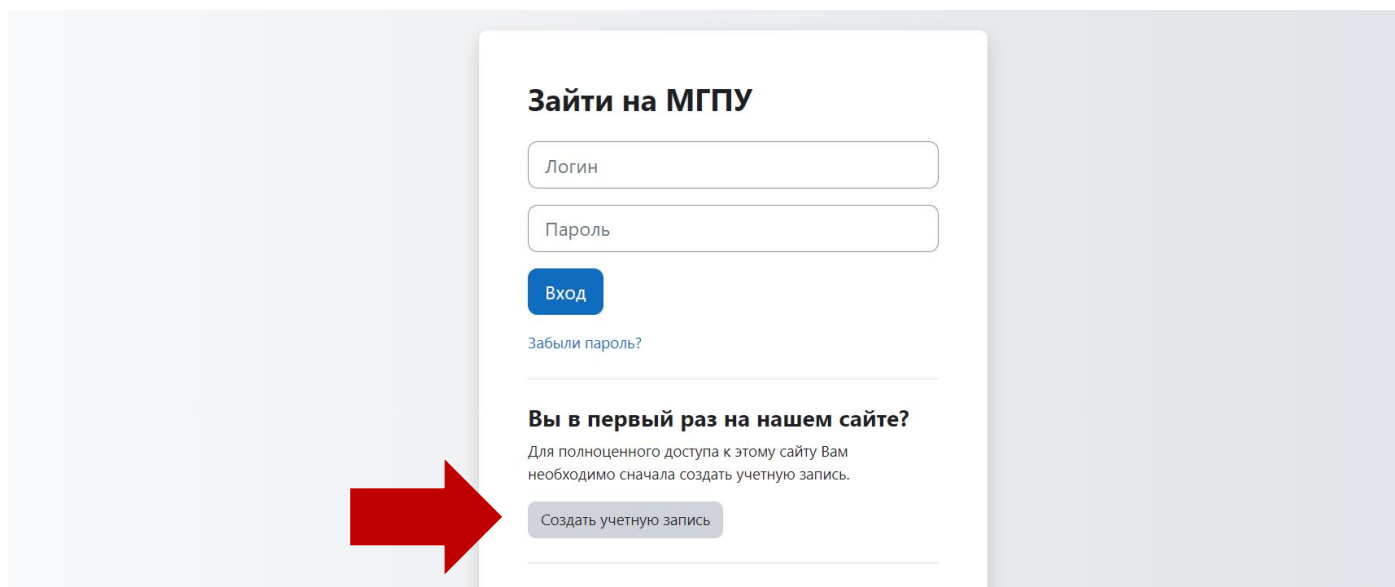 Зайти на МГПУ
Логин
Пароль
Вход
Забыли пароль?
Вы в первый раз на нашем сайте?
Для полноценного доступа к этому сайту Вам
необходимо сначала создать учетную запись.
Создать учетную запись